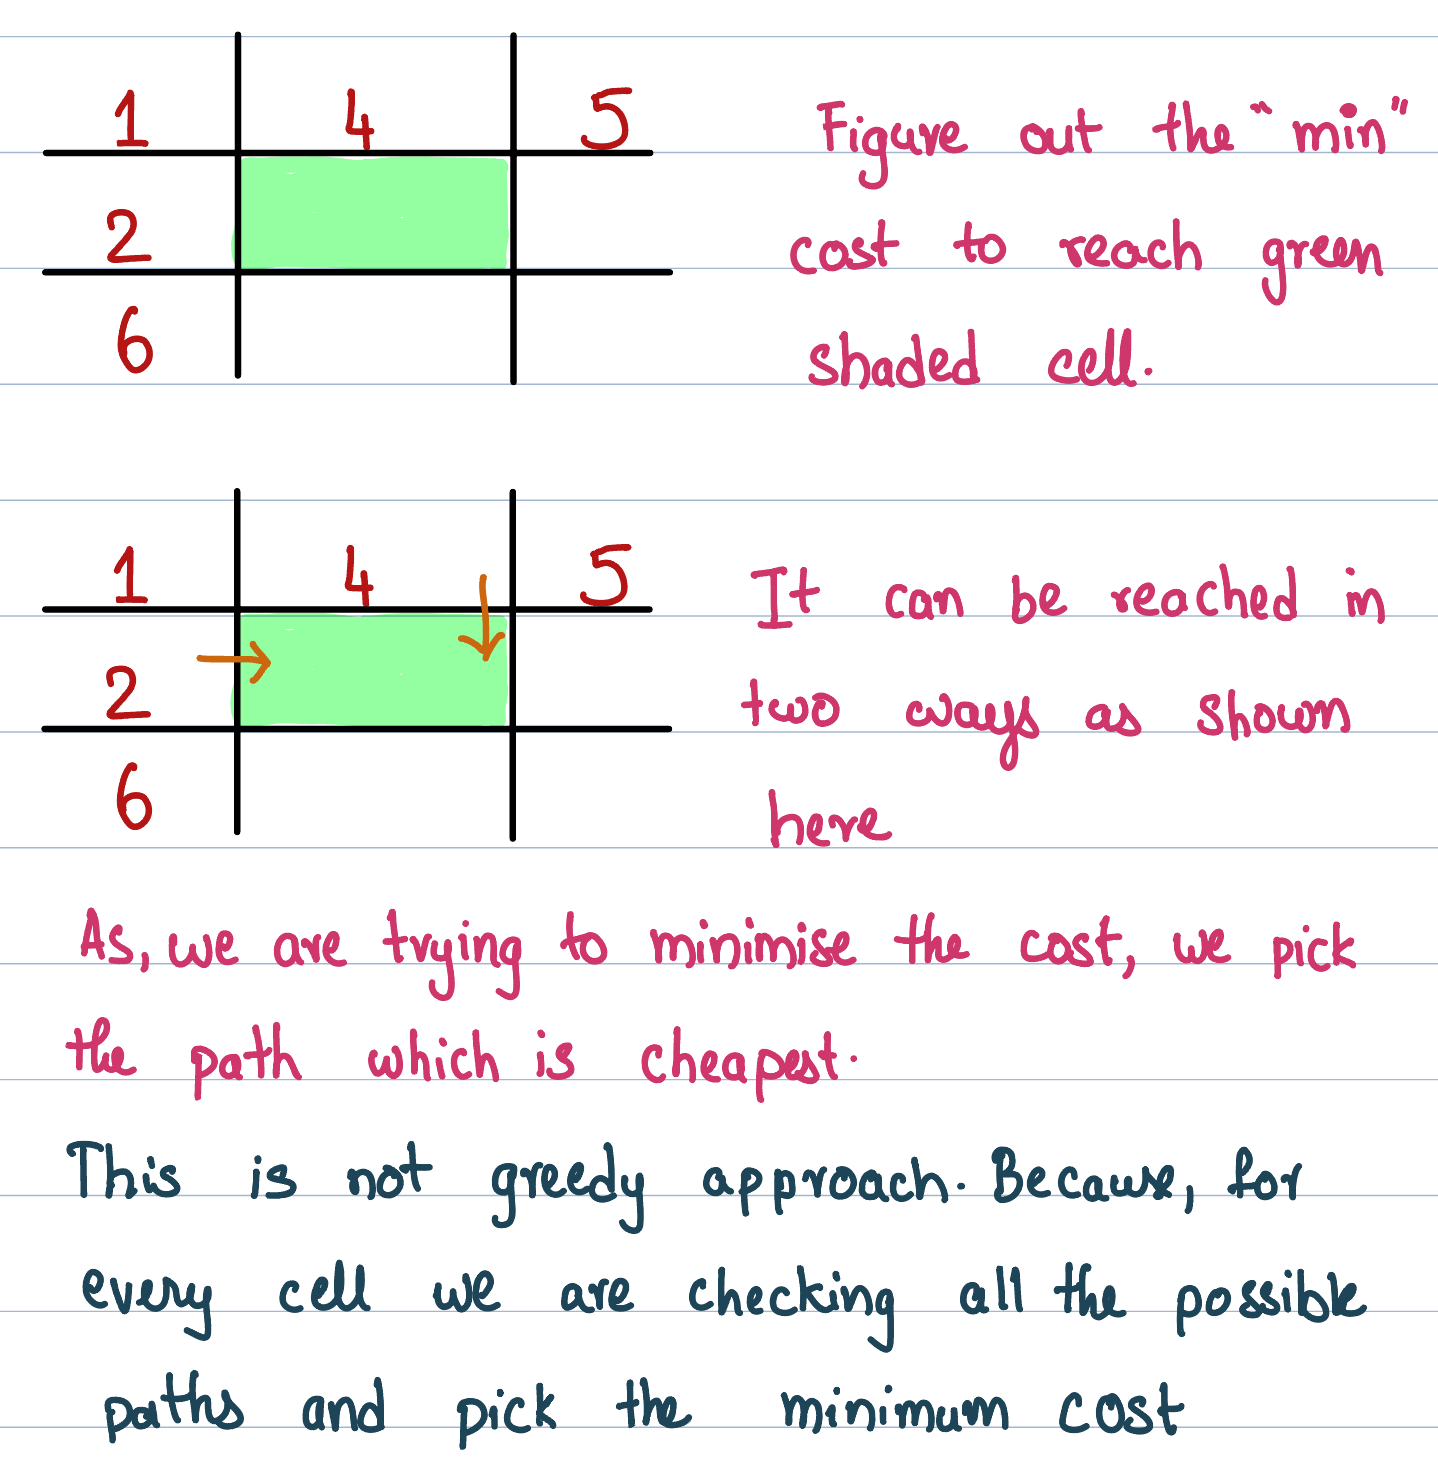 1 4 5
Figure out the "min"
2
cost to reach green
6
shaded cell.
1 4 5
It can be reached in
2
two ways as shown
6
here
As, we are trying to minimise the cost, we pick
the path which is cheapest.
This is not greedy approach. Because, for
every cell we are checking all the possible
paths and pick the minimum cost